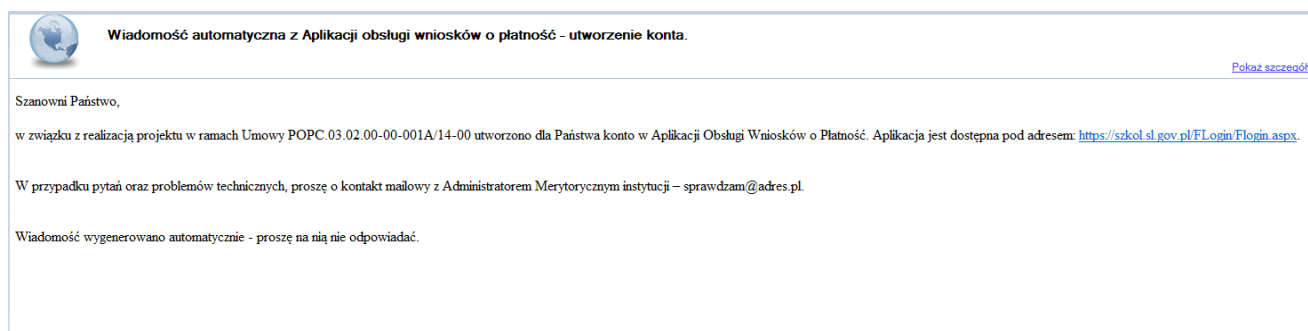 Wiadomość automatyczna z Aplikacji obsługi wniosków o płatność - utworzenie konta.
Pokaż szczegół
Szanowni Państwo,
w związku z realizacją projektu w ramach Umowy POPC.03.02.00-00-001A/14-00 utworzono dla Państwa konto w Aplikacji Obsługi Wniosków o Płatność. Aplikacja jest dostępna pod adresem: https://szkol.sl.gov.pl/FLogin/Flogin.aspx.
W przypadku pytań oraz problemów technicznych, proszę o kontakt mailowy z Administratorem Merytorycznym instytucji – sprawdzam@adres.pl.
Wiadomość wygenerowano automatycznie - proszę na nią nie odpowiadać.